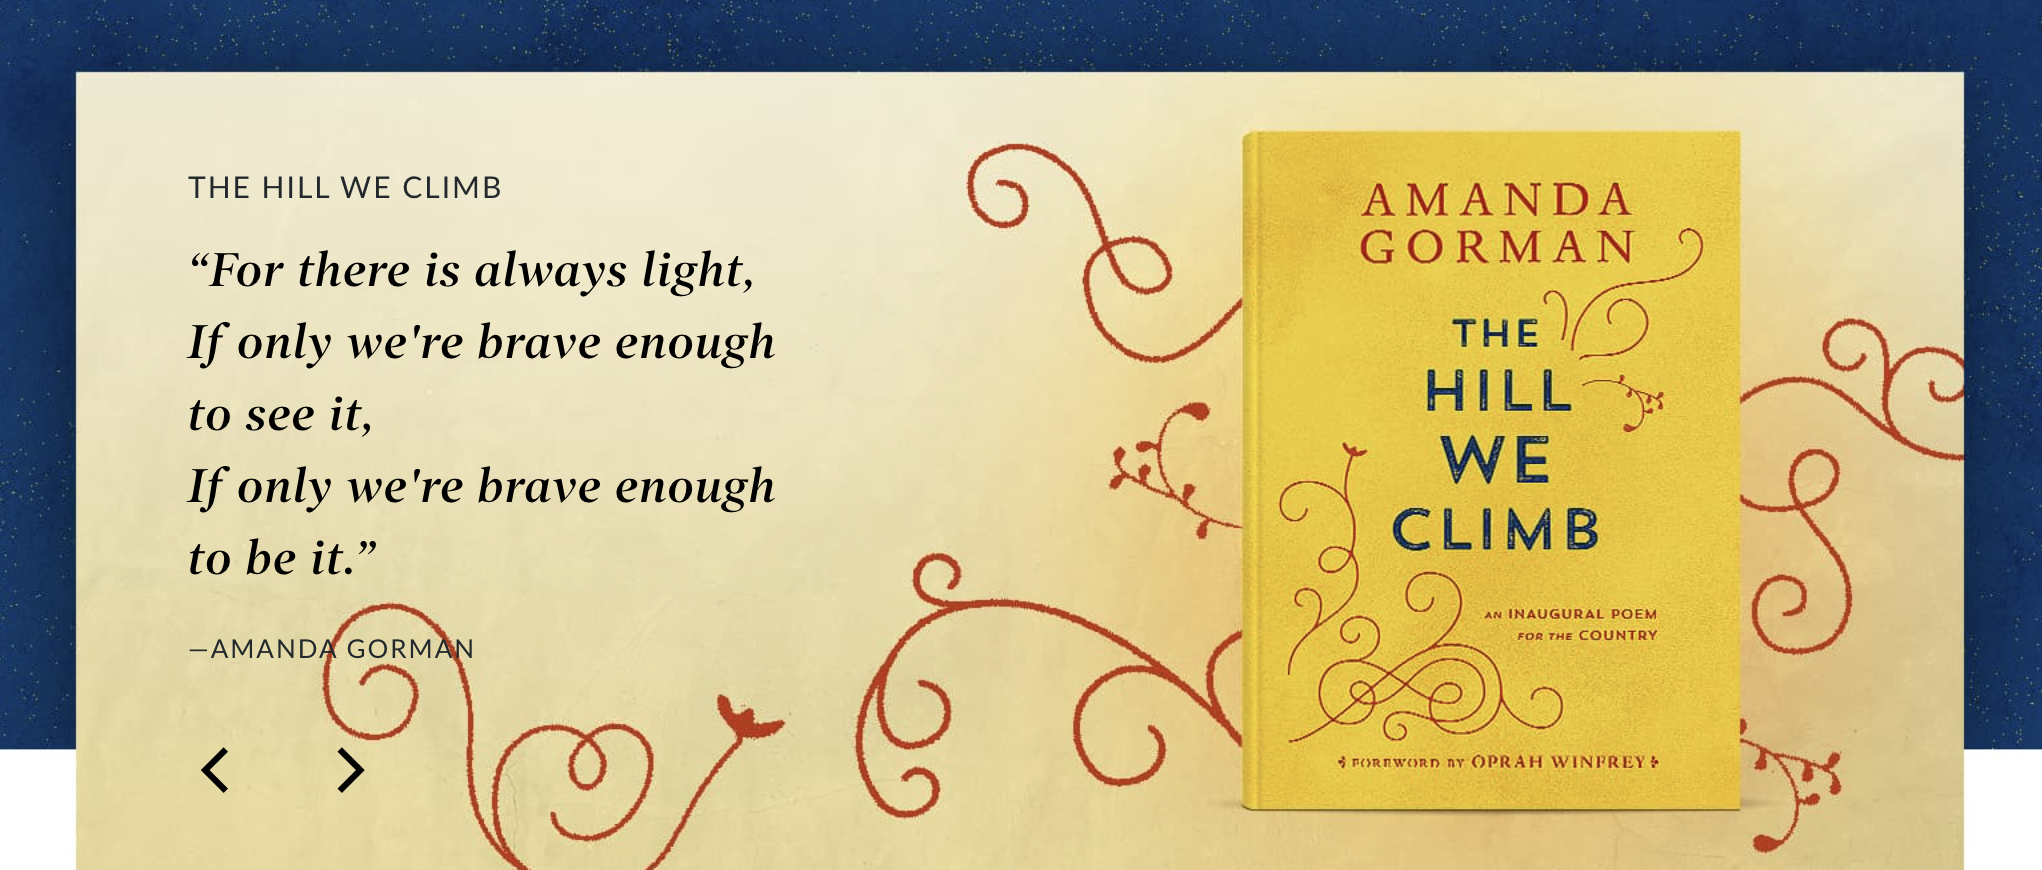 THE HILL WE CLIMB
“For there is always light,
If only we're brave enough
to see it,
If only we're brave enough
to be it.”
—AMANDA GORMAN
AMANDA
GORMAN
THE
HILL
WE
CLIMB
AN INAUGURAL POEM
FOR THE COUNTRY
FOREWORD BY OPRAH WINFREY